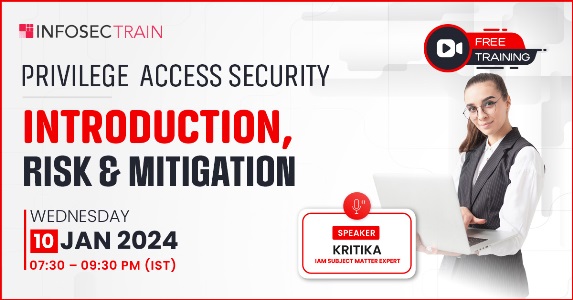 INFOSECTRAIN
FREE
TRAINING
PRIVILEGE ACCESS SECURITY
INTRODUCTION,
RISK & MITIGATION
WEDNESDAY
10 JAN 2024
07:30 – 09:30 PM (IST)
SPEAKER
KRITIKA
IAM SUBJECT MATTER EXPERT